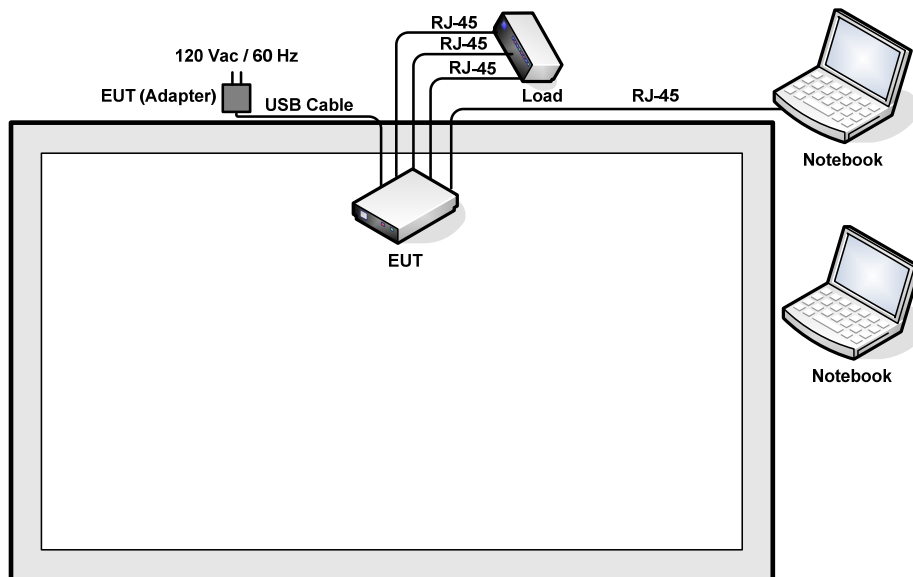 RJ-45
RJ-45
RJ-45
120 Vac / 60 Hz
EUT (Adapter)
USB Cable
Load
RJ-45
Notebook
EUT
Notebook